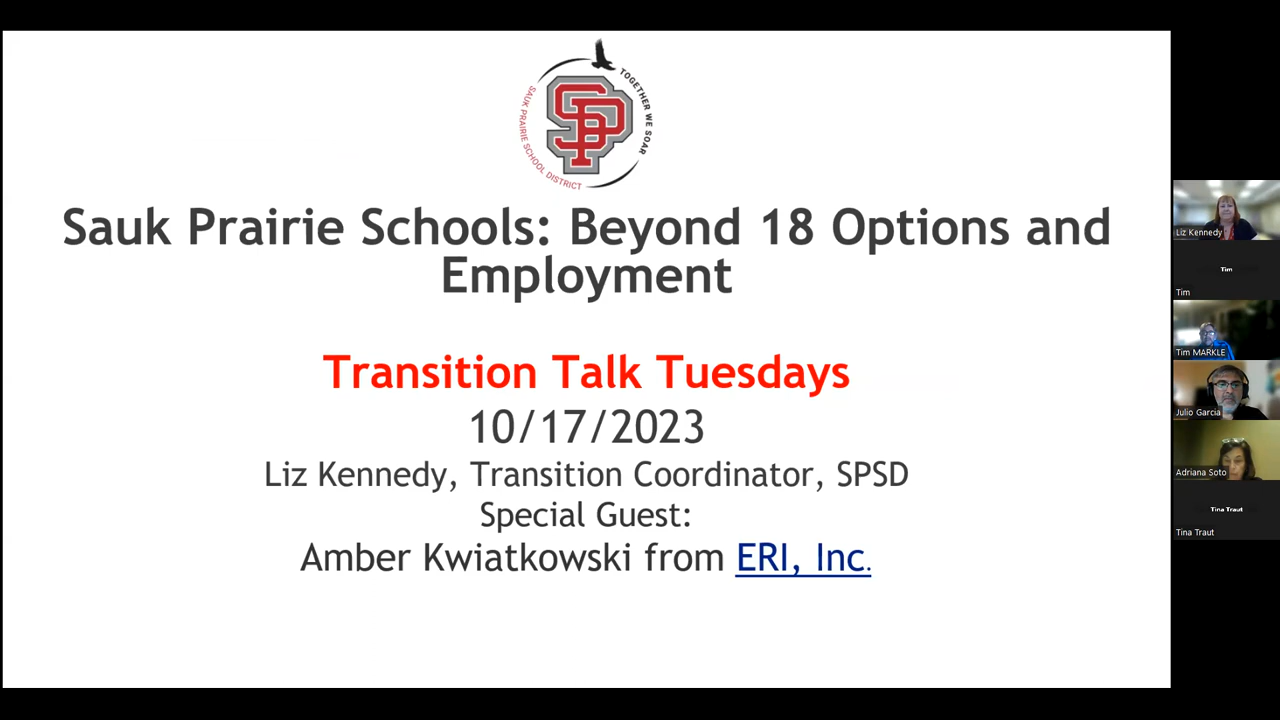 SAUK PRAIRIE SCHOOL DISTRICT
TOGETHER WE SOAR
SP
Sauk Prairie Schools: Beyond 18 Options and
Employment
Transition Talk Tuesdays
10/17/2023
Liz Kennedy, Transition Coordinator, SPSD
Special Guest:
Amber Kwiatkowski from ERI, Inc.
Liz Kennedy
Tim
Tim
Tim MARKLE
Julio Garcia
Adriana Soto
Tina Traut
Tina Traut